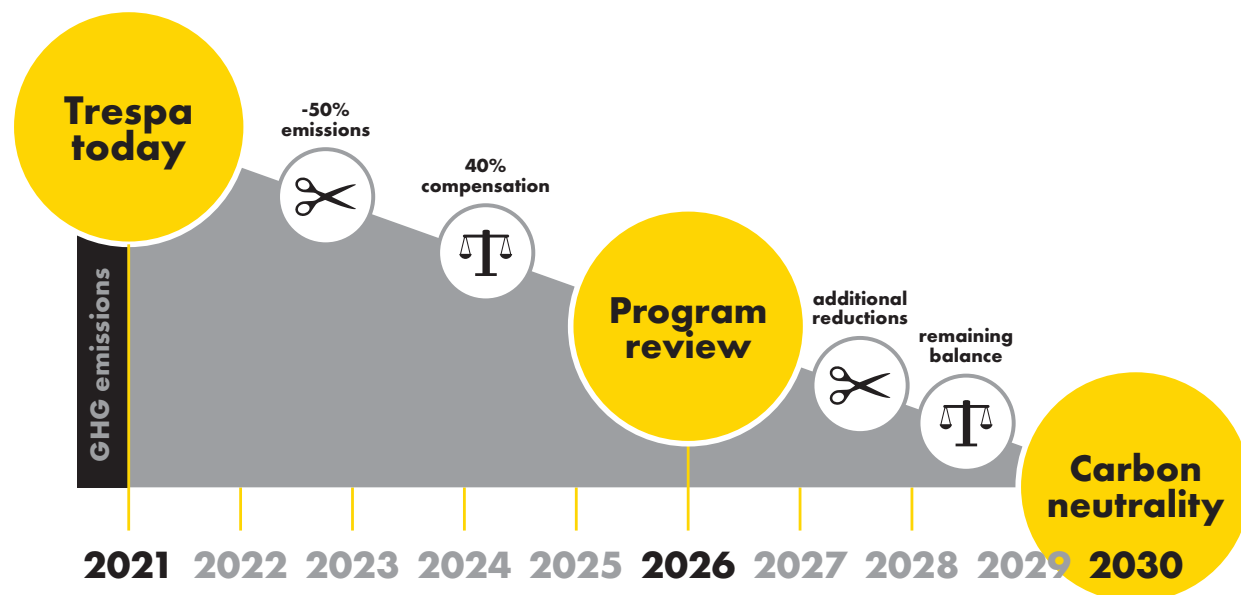 Trespa
today
-50%
emissions
40%
compensation
Program
review
additional
reductions
remaining
balance
Carbon
neutrality
GHG emissions
2021 2022 2023 2024 2025 2026 2027 2028 2029 2030